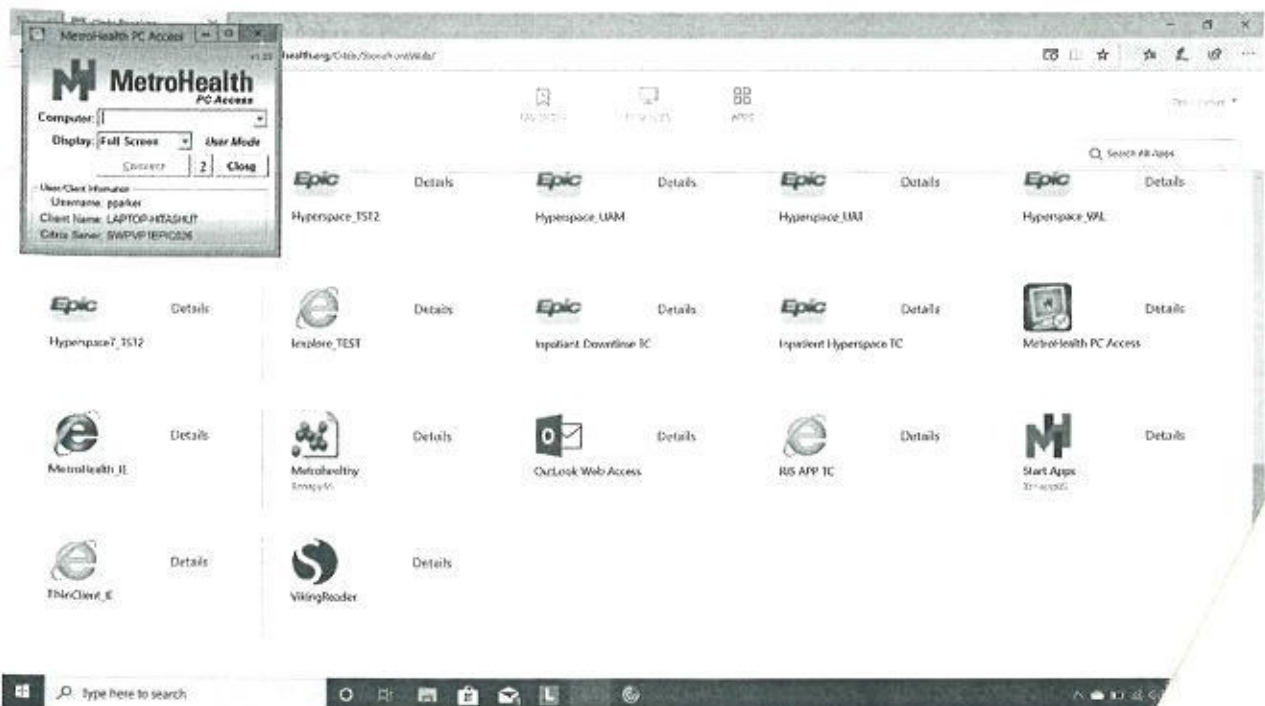 MetroHealth PC Access
MetroHealth
PC Access
Computer:
Display: Full Screen
User Mode
Connect
?
Close
User/Client Information
Username: pparker
Client Name:
Citrix Server:
APPS
Search All Apps
Epic
Details
Hyperspace_TST2
Epic
Details
Hyperspace_UAM
Epic
Details
Epic
Details
Hyperspace_VAL
Epic
Details
Hyperspace7_TST2
Details
Iexplore_TEST
Epic
Details
Inpatient Downtime TC
Epic
Details
Inpatient Hyperspace TC
Details
MetroHealth PC Access
Details
MetroHealth_IE
Details
Metrohealthy
Details
OutLook Web Access
Details
RIS APP TC
Details
Start Apps
Details
ThinClient_IE
Details
VikingReader
Type here to search